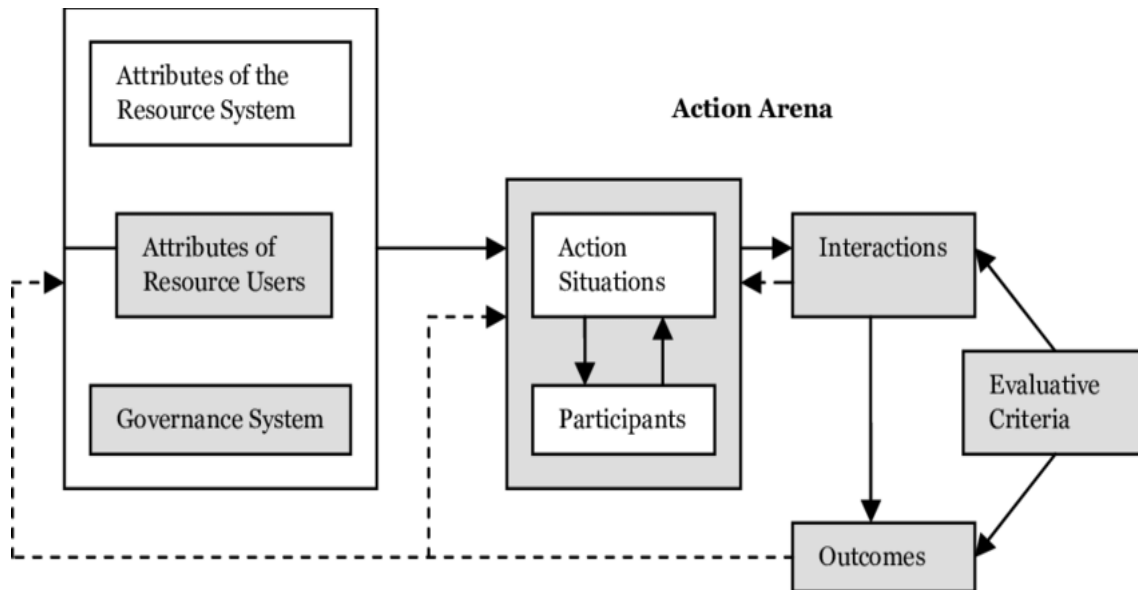 Attributes of the
Resource System
Action Arena
Attributes of
Resource Users
Action
Situations
Interactions
Governance System
Participants
Evaluative
Criteria
Outcomes